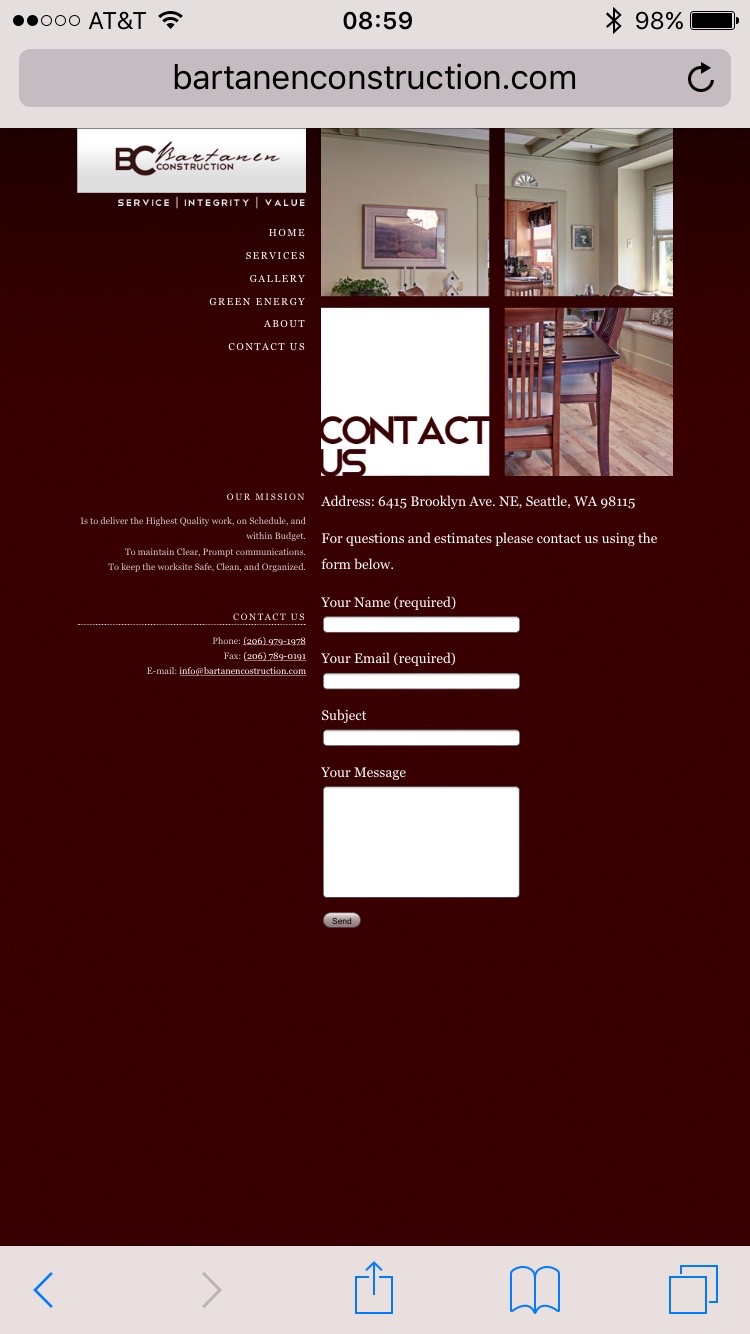 AT&T 08:59 98%
bartanenconstruction.com
BC Bartanen
CONSTRUCTION
SERVICE | INTEGRITY | VALUE
HOME
SERVICES
GALLERY
GREEN ENERGY
ABOUT
CONTACT US
CONTACT
US
OUR MISSION
Is to deliver the Highest Quality work, on Schedule, and
within Budget.
To maintain Clear, Prompt communications.
To keep the worksite Safe, Clean, and Organized.
CONTACT US
Phone: (206) 979-1978
Fax: (206) 789-0191
E-mail: info@bartanencostruction.com
Address: 6415 Brooklyn Ave. NE, Seattle, WA 98115
For questions and estimates please contact us using the
form below.
Your Name (required)
Your Email (required)
Subject
Your Message
Send